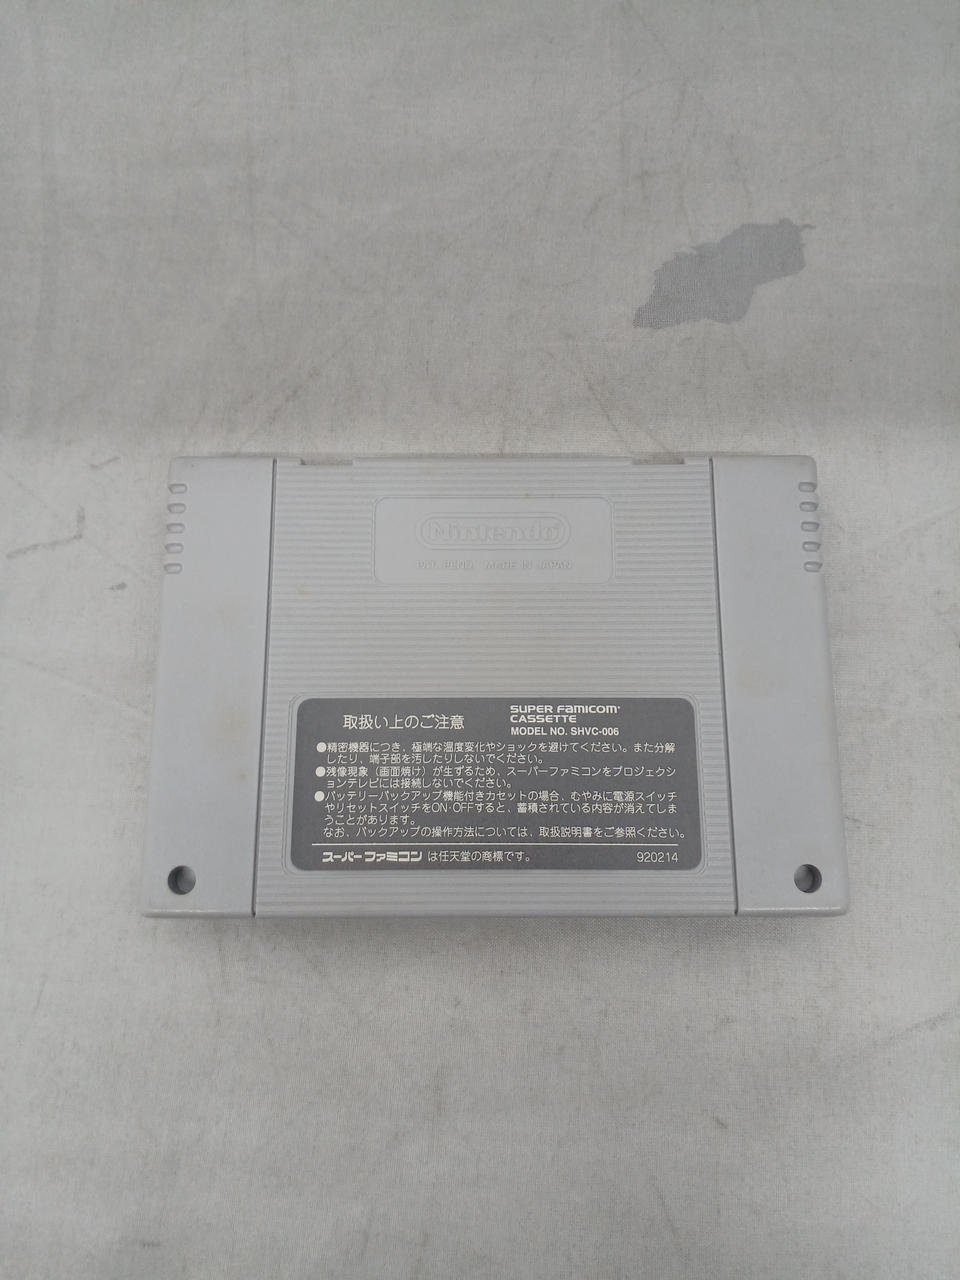 Nintendo
PAT. PEND. MADE IN JAPAN
取扱い上のご注意
SUPER FAMICOM
CASSETTE
MODEL NO. SHVC-006
●精密機器につき、極端な温度変化やショックを避けてください。また分解
したり、端子部を汚したりしないでください。
●残像現象（画面焼け）が生ずるため、スーパーファミコンをプロジェクシ
ョンテレビには接続しないでください。
●バッテリーバックアップ機能付きカセットの場合、むやみに電源スイッチ
やリセットスイッチをON・OFFすると、蓄積されている内容が消えてしま
うことがあります。
なお、バックアップの操作方法については、取扱説明書をご参照ください。
スーパーファミコン は任天堂の商標です。
920214